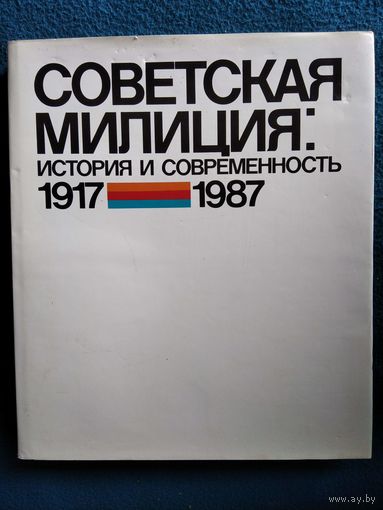 СОВЕТСКАЯ
МИЛИЦИЯ:
ИСТОРИЯ И СОВРЕМЕННОСТЬ
1917 1987
www.ay.by